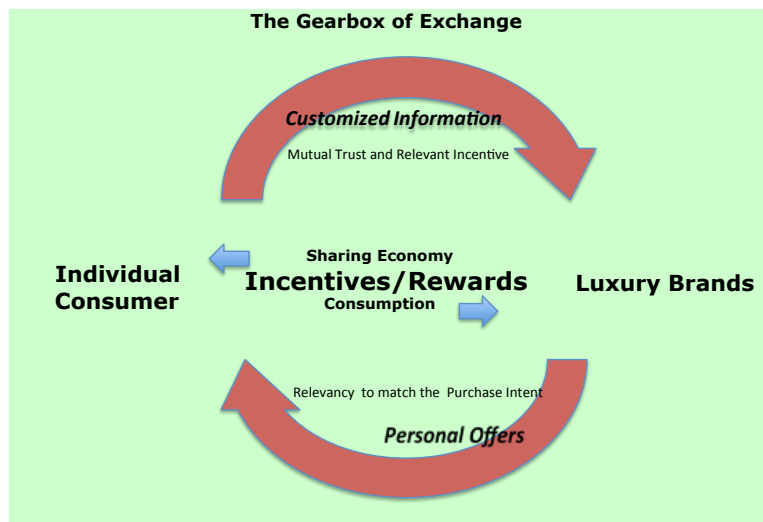 The Gearbox of Exchange
Customized Information
Mutual Trust and Relevant Incentive
Sharing Economy
Individual
Consumer
Incentives/Rewards
Luxury Brands
Consumption
Relevancy to match the Purchase Intent
Personal Offers